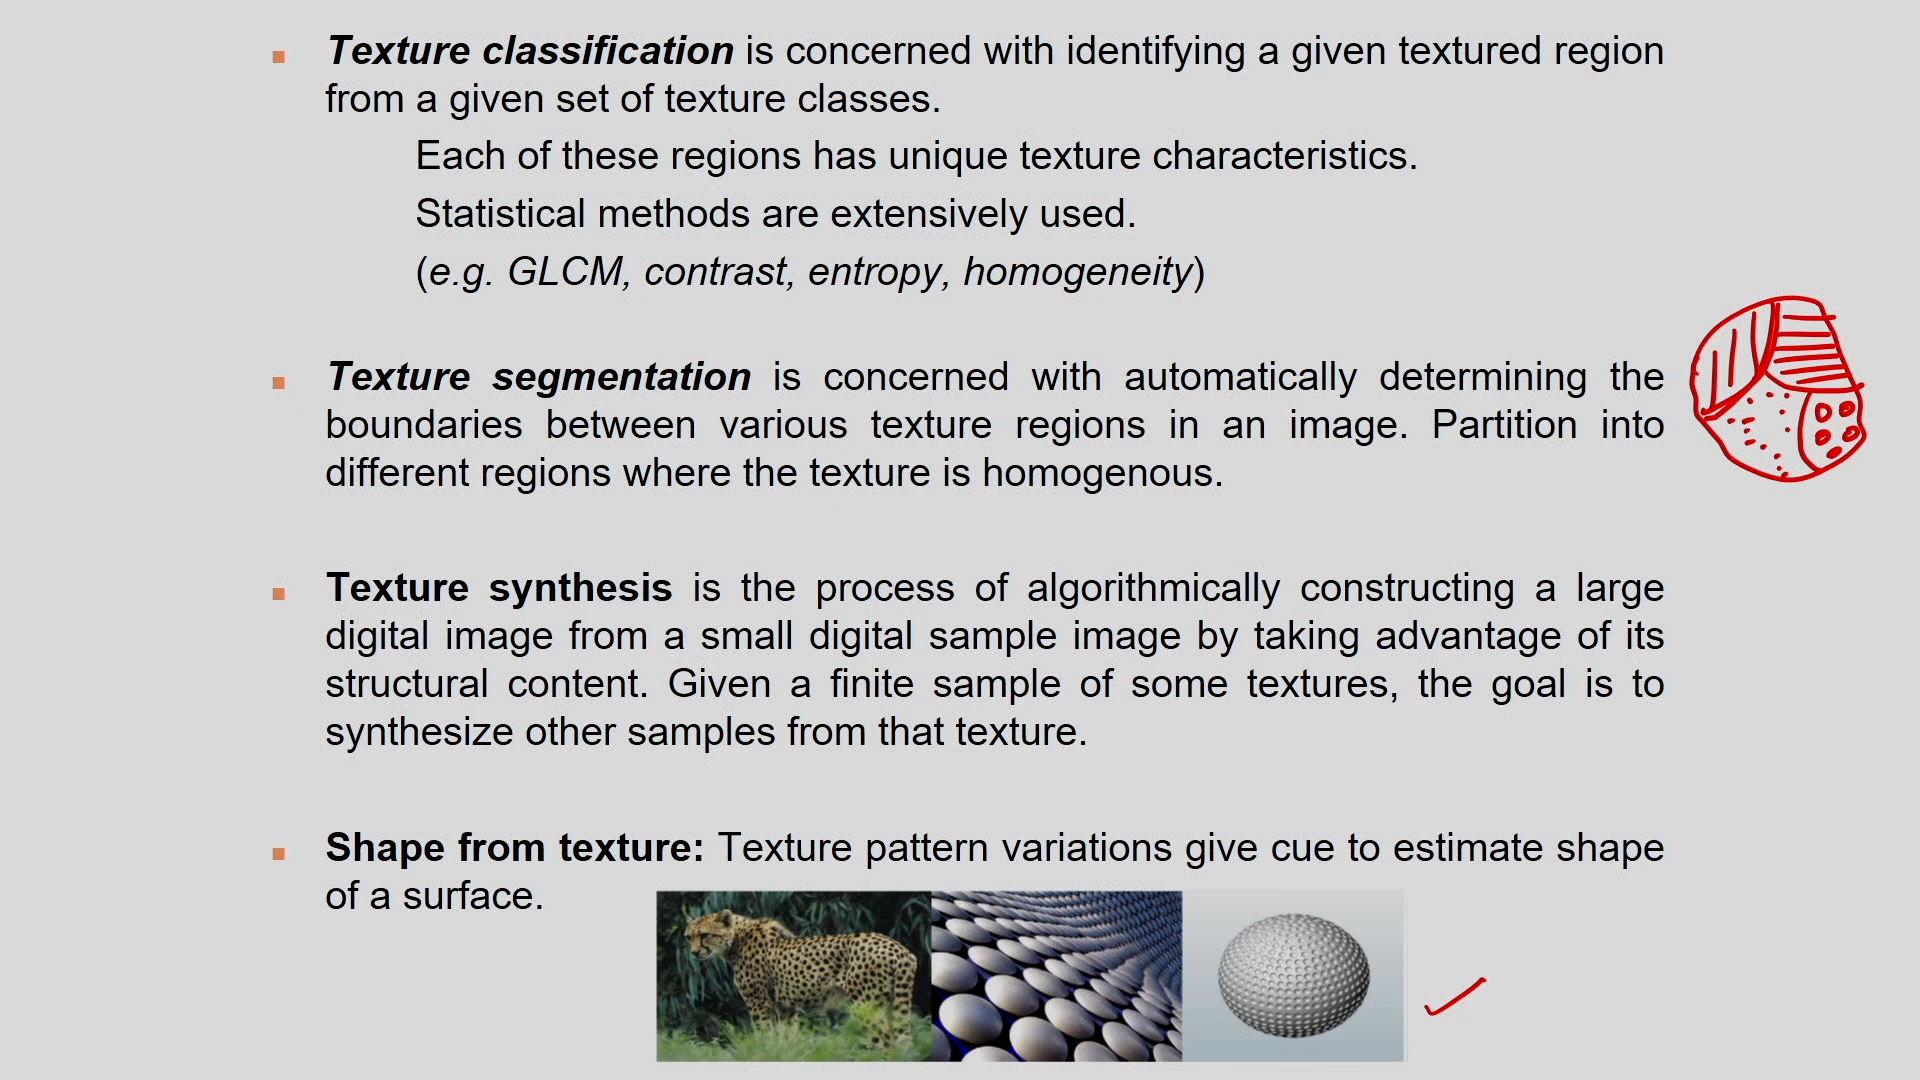 Texture classification is concerned with identifying a given textured region
from a given set of texture classes.
Each of these regions has unique texture characteristics.
Statistical methods are extensively used.
(e.g. GLCM, contrast, entropy, homogeneity)
Texture segmentation is concerned with automatically determining the
boundaries between various texture regions in an image. Partition into
different regions where the texture is homogenous.
Texture synthesis is the process of algorithmically constructing a large
digital image from a small digital sample image by taking advantage of its
structural content. Given a finite sample of some textures, the goal is to
synthesize other samples from that texture.
Shape from texture: Texture pattern variations give cue to estimate shape
of a surface.